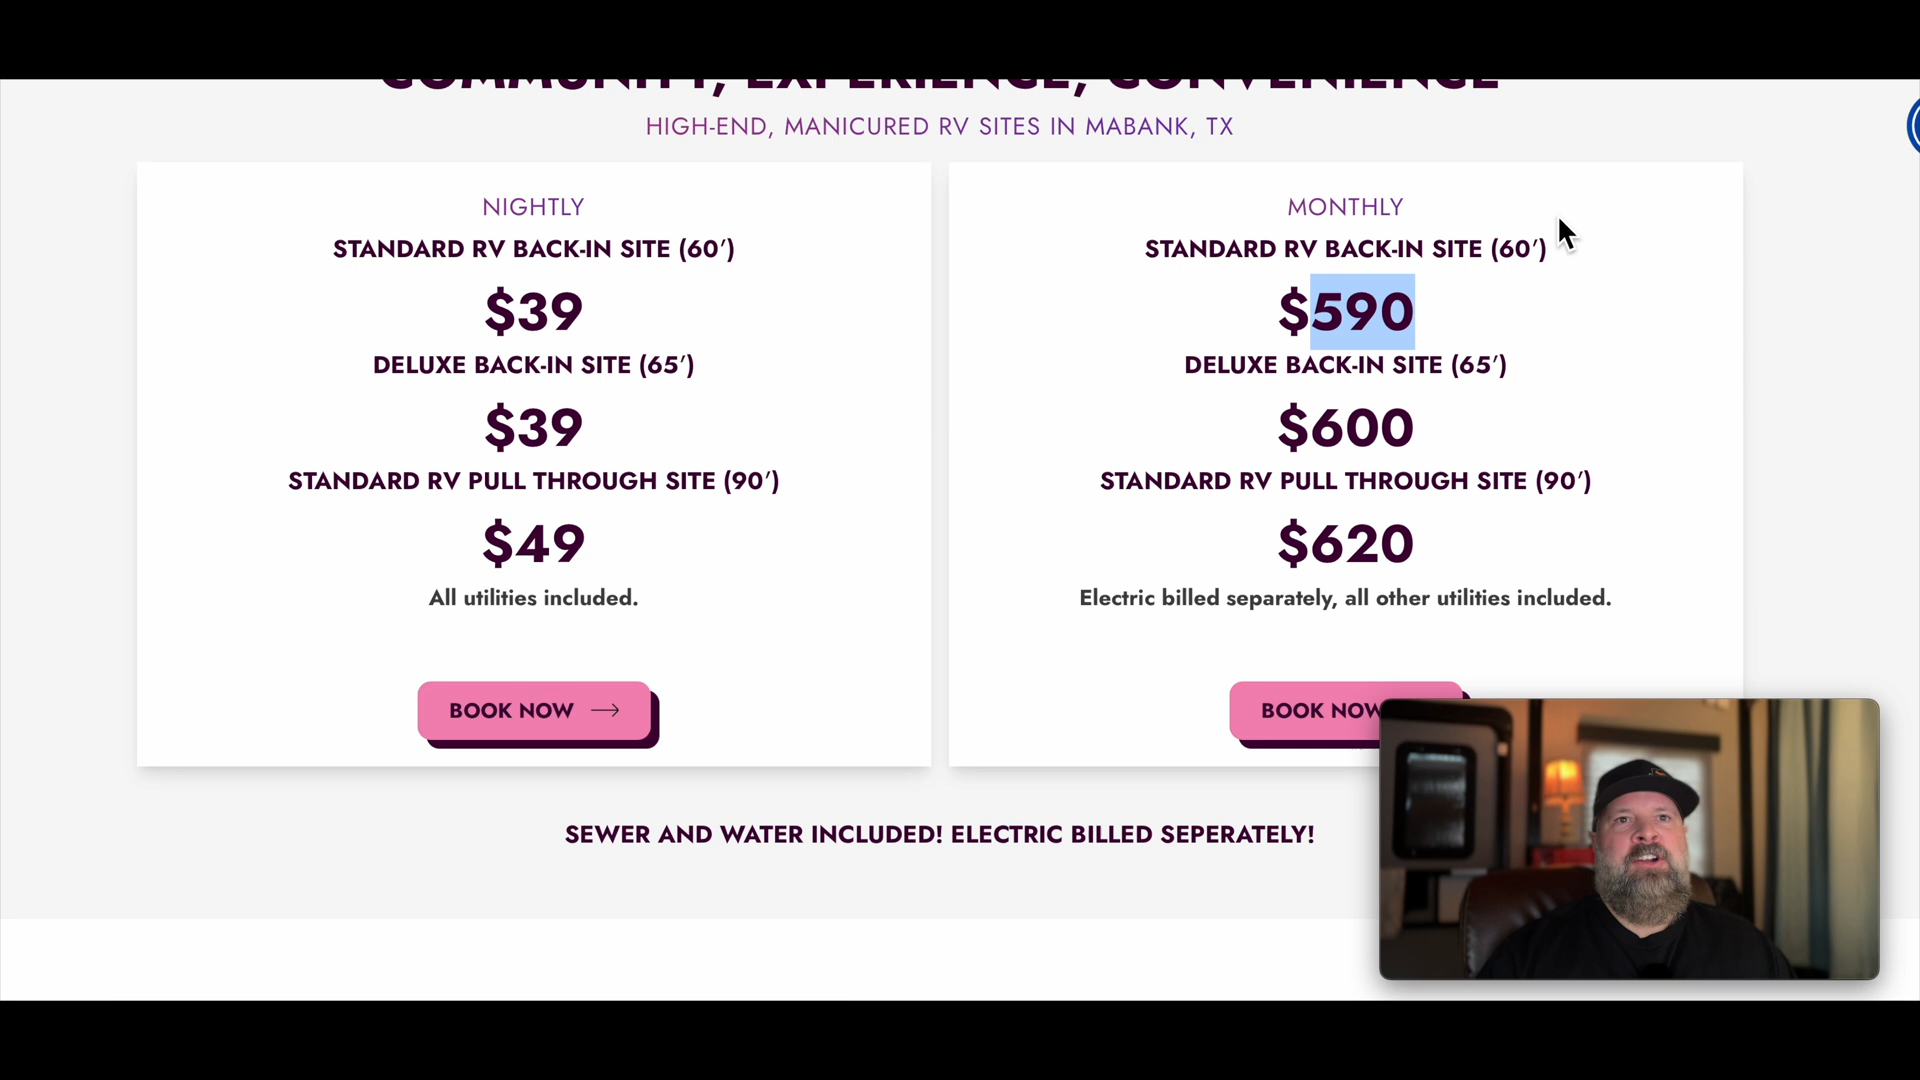 COMMUNITY, EXPERIENCE, CONVENIENCE
HIGH-END, MANICURED RV SITES IN MABANK, TX
NIGHTLY
STANDARD RV BACK-IN SITE (60′)
$39
DELUXE BACK-IN SITE (65′)
$39
STANDARD RV PULL THROUGH SITE (90′)
$49
All utilities included.
BOOK NOW →
MONTHLY
STANDARD RV BACK-IN SITE (60′)
$590
DELUXE BACK-IN SITE (65′)
$600
STANDARD RV PULL THROUGH SITE (90′)
$620
Electric billed separately, all other utilities included.
BOOK NOW
SEWER AND WATER INCLUDED! ELECTRIC BILLED SEPERATELY!